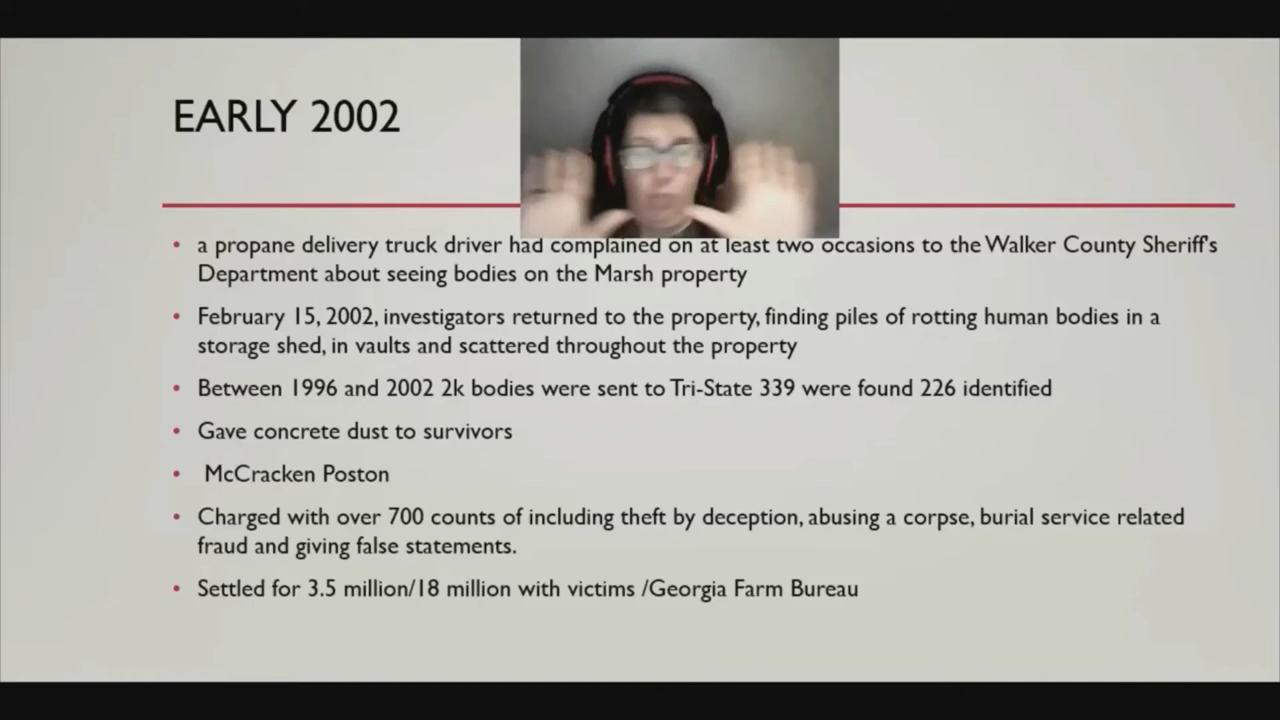 EARLY 2002
• a propane delivery truck driver had complained on at least two occasions to the Walker County Sheriff's
Department about seeing bodies on the Marsh property
• February 15, 2002, investigators returned to the property, finding piles of rotting human bodies in a
storage shed, in vaults and scattered throughout the property
• Between 1996 and 2002 2k bodies were sent to Tri-State 339 were found 226 identified
• Gave concrete dust to survivors
• McCracken Poston
• Charged with over 700 counts of including theft by deception, abusing a corpse, burial service related
fraud and giving false statements.
• Settled for 3.5 million/18 million with victims /Georgia Farm Bureau